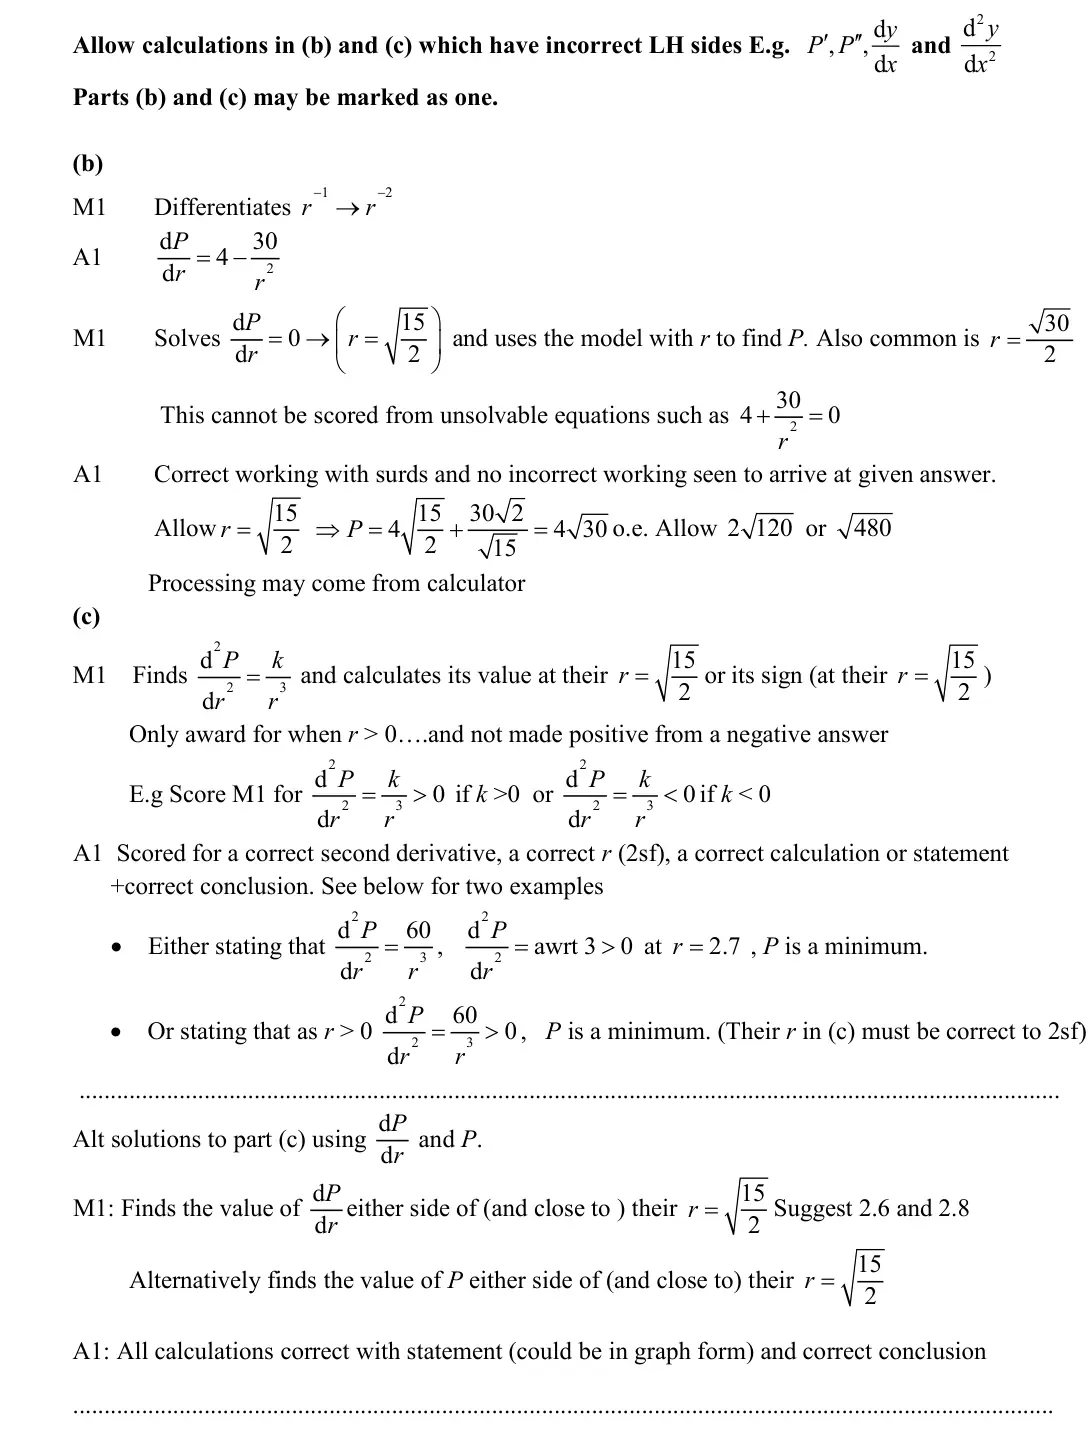 Allow calculations in (b) and (c) which have incorrect LH sides E.g. P′, P″, dy/dx and d²y/dx²
Parts (b) and (c) may be marked as one.
(b)
M1 Differentiates r⁻¹ → r⁻²
A1 dP/dr = 4 − 30/r²
M1 Solves dP/dr = 0 → (r = √(15/2)) and uses the model with r to find P. Also common is r = √30/2
This cannot be scored from unsolvable equations such as 4 + 30/r² = 0
A1 Correct working with surds and no incorrect working seen to arrive at given answer.
Allow r = √(15/2) ⇒ P = 4√(15/2) + 30√2/√15 = 4√30 o.e. Allow 2√120 or √480
Processing may come from calculator
(c)
M1 Finds d²P/dr² = k/r³ and calculates its value at their r = √(15/2) or its sign (at their r = √(15/2) )
Only award for when r > 0….and not made positive from a negative answer
E.g Score M1 for d²P/dr² = k/r³ > 0 if k >0 or d²P/dr² = k/r³ < 0 if k < 0
A1 Scored for a correct second derivative, a correct r (2sf), a correct calculation or statement
+correct conclusion. See below for two examples
• Either stating that d²P/dr² = 60/r³, d²P/dr² = awrt 3 > 0 at r = 2.7 , P is a minimum.
• Or stating that as r > 0 d²P/dr² = 60/r³ > 0, P is a minimum. (Their r in (c) must be correct to 2sf)
Alt solutions to part (c) using dP/dr and P.
M1: Finds the value of dP/dr either side of (and close to ) their r = √(15/2) Suggest 2.6 and 2.8
Alternatively finds the value of P either side of (and close to) their r = √(15/2)
A1: All calculations correct with statement (could be in graph form) and correct conclusion